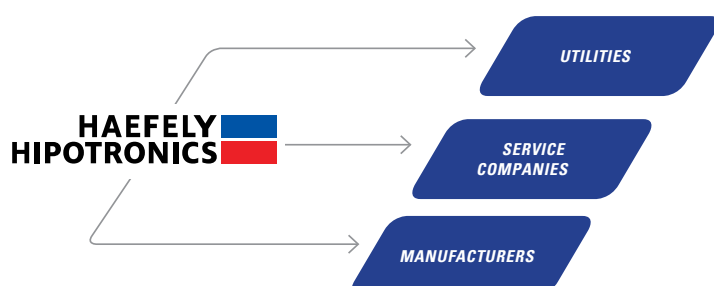 UTILITIES
HAEFELY
HIPOTRONICS
SERVICE
COMPANIES
MANUFACTURERS